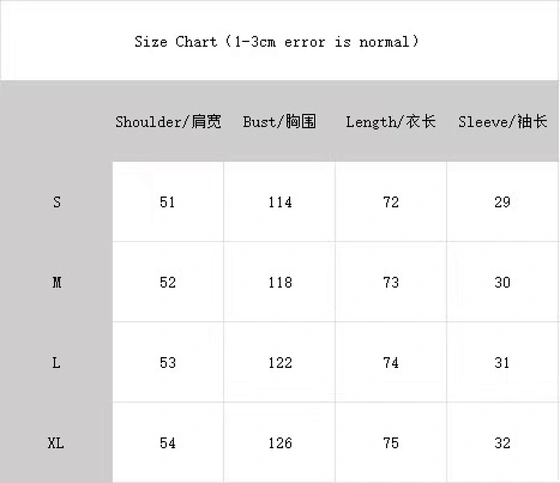 Size Chart（1-3cm error is normal）
Shoulder/肩宽 Bust/胸围 Length/衣长 Sleeve/袖长
S 51 114 72 29
M 52 118 73 30
L 53 122 74 31
XL 54 126 75 32